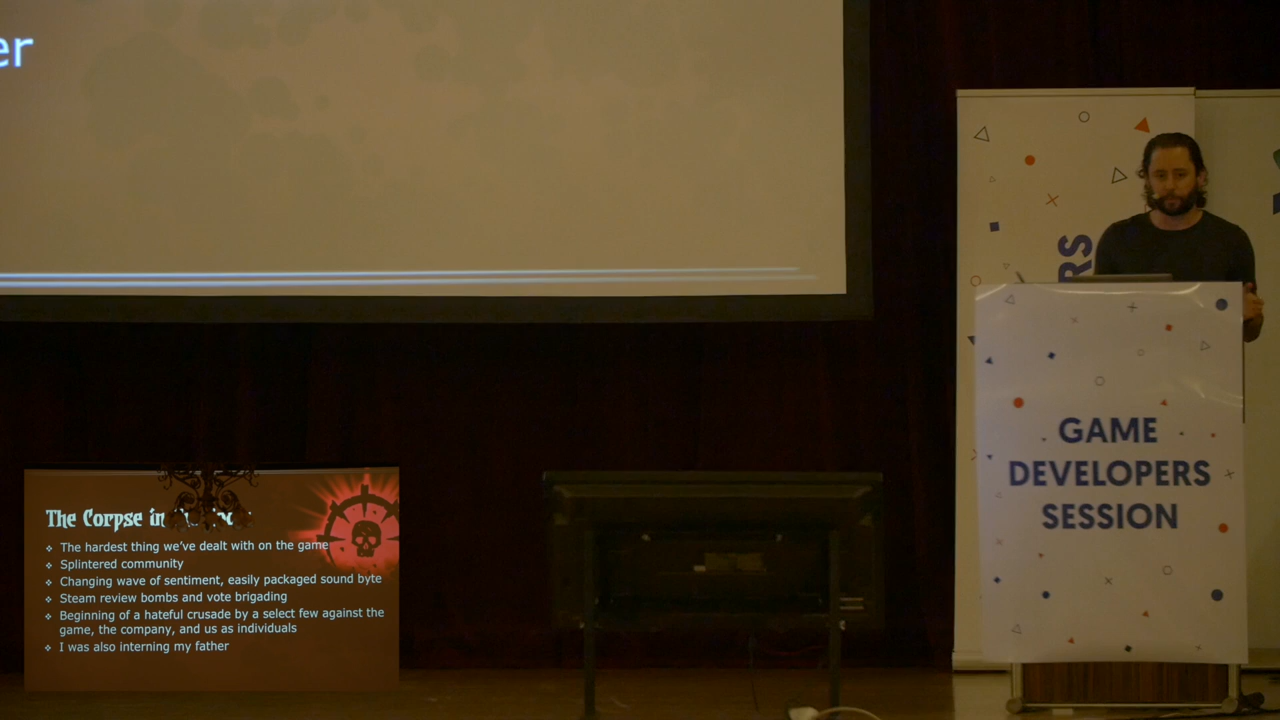 er
RS
The Corpse in
The hardest thing we've dealt with on the game
Splintered community
Changing wave of sentiment, easily packaged sound byte
Steam review bombs and vote brigading
Beginning of a hateful crusade by a select few against the
game, the company, and us as individuals
I was also interning my father
GAME
DEVELOPERS
SESSION